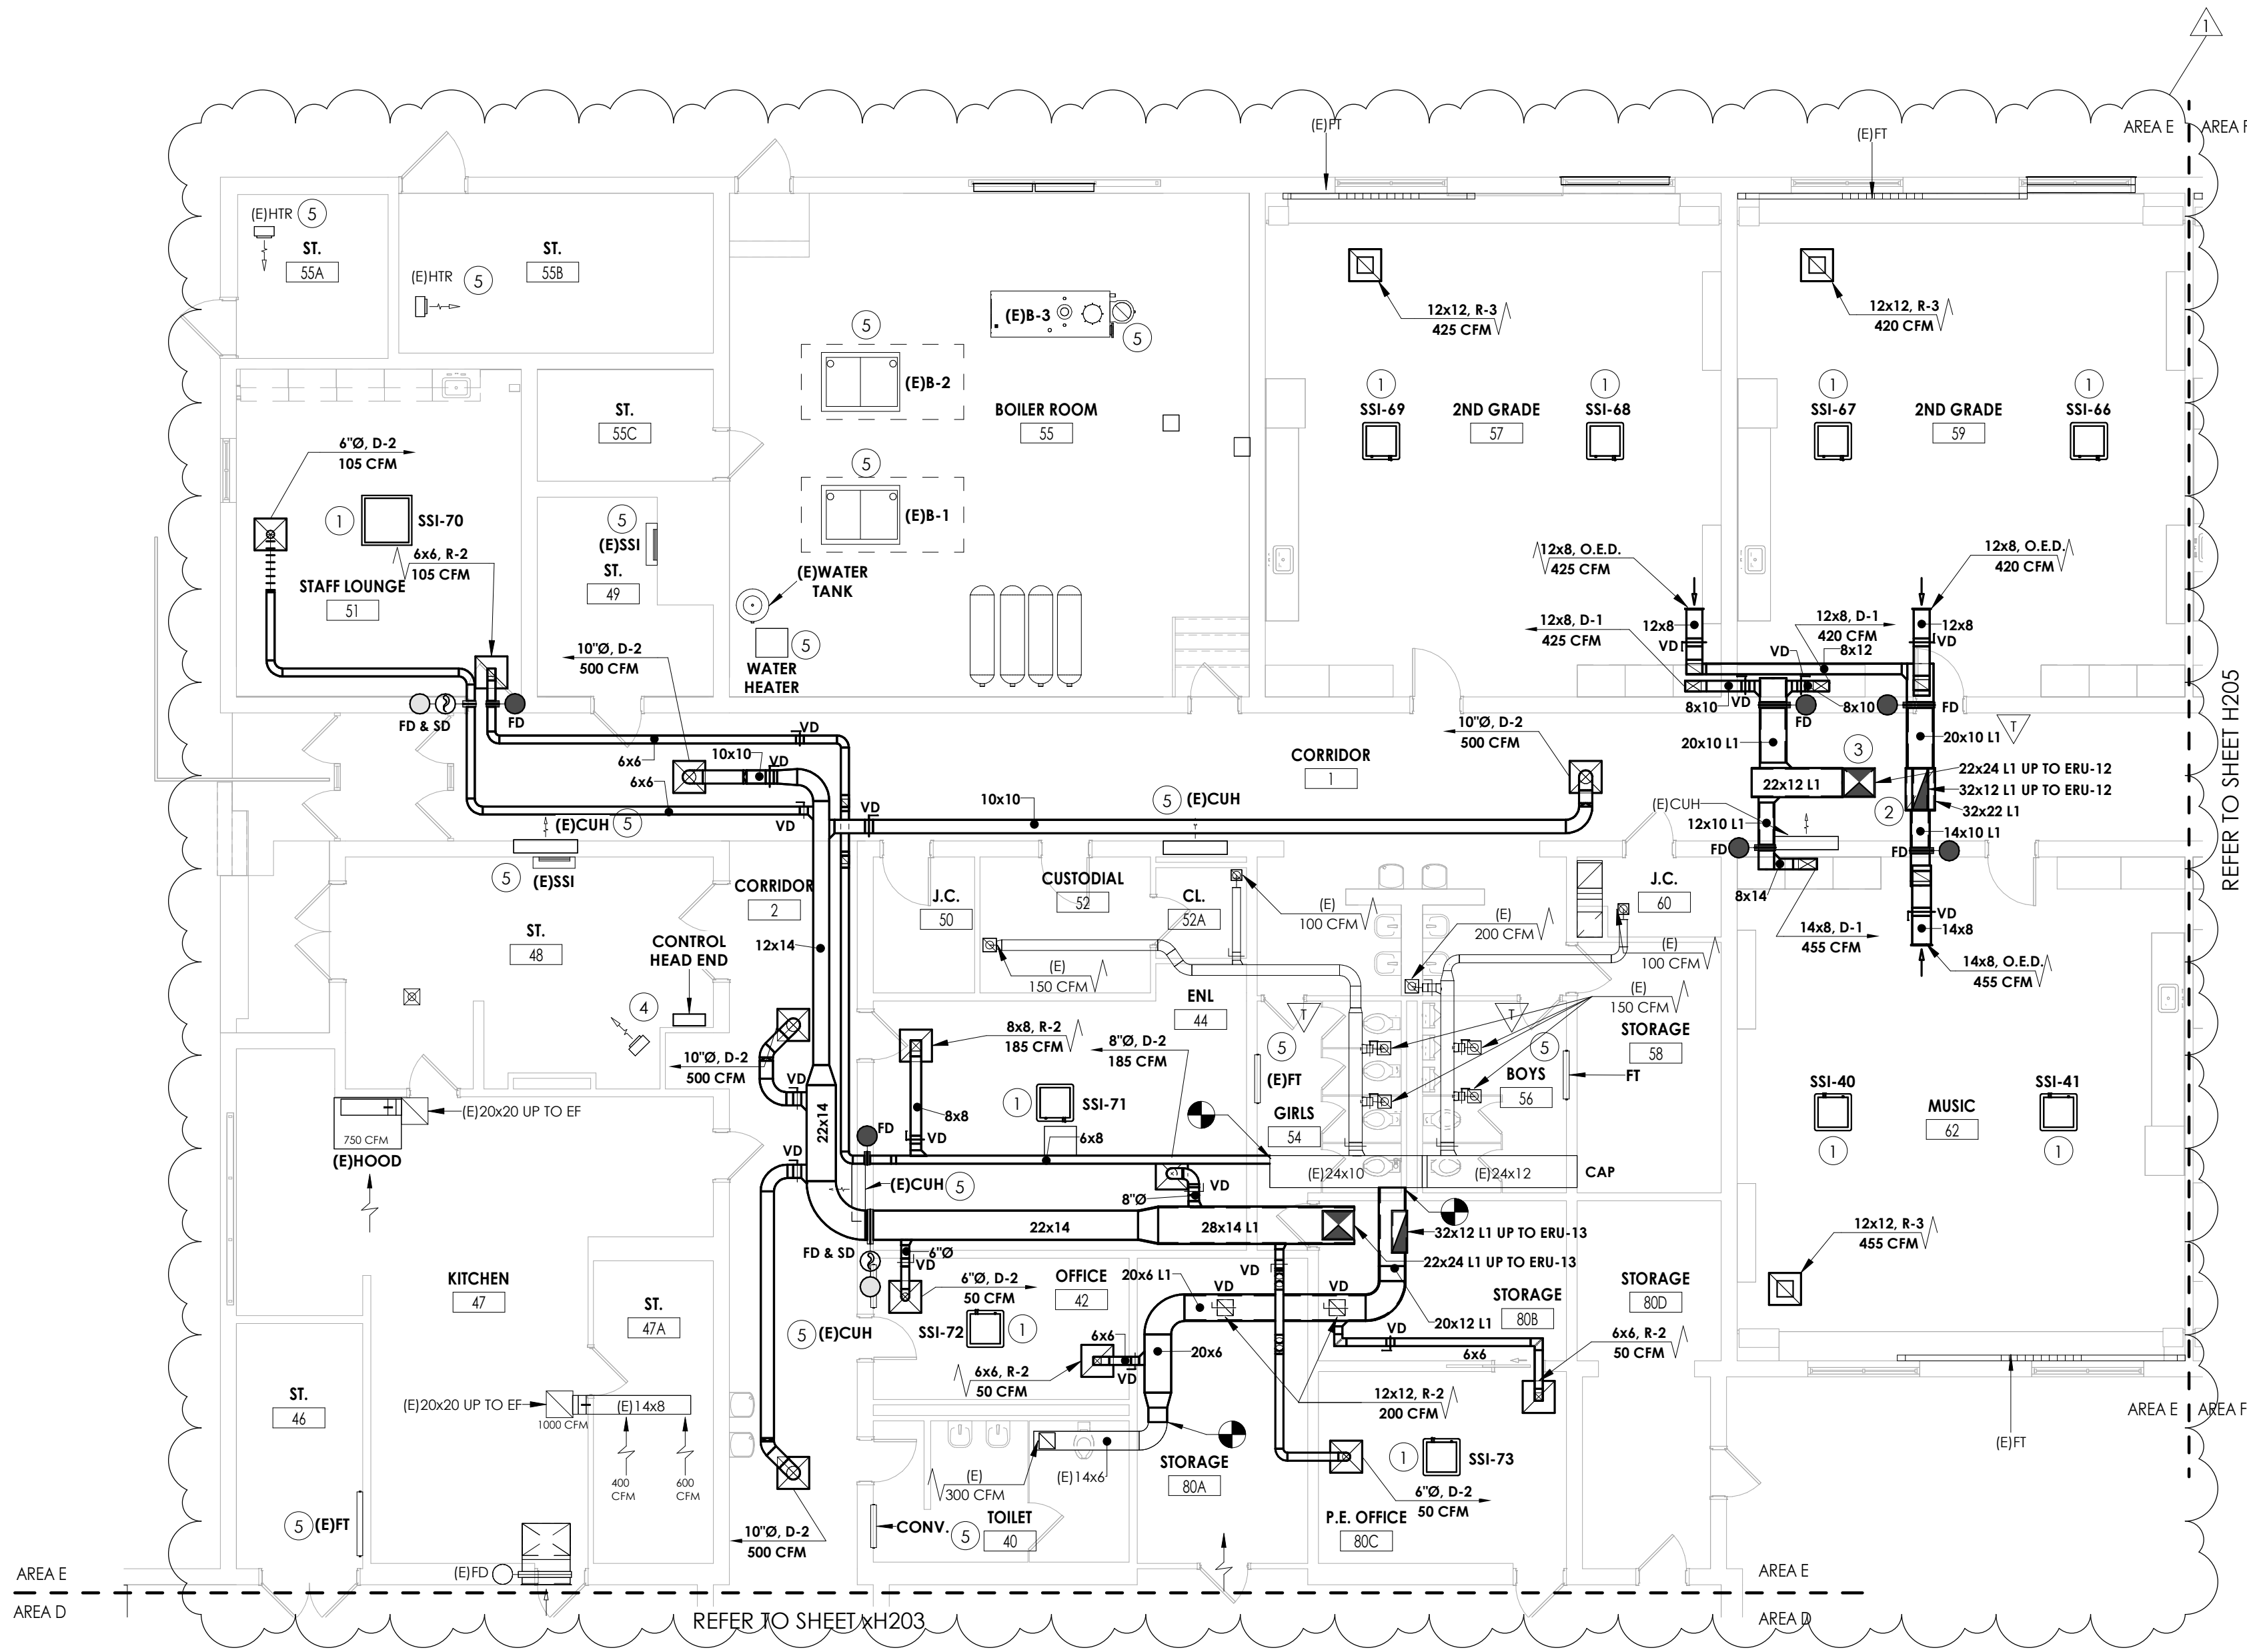 1
(E)FT
(E)FT
AREA E
AREA F
(E)HTR
5
ST.
55A
(E)HTR
5
ST.
55B
(E)B-3
5
12x12, R-3
425 CFM
12x12, R-3
420 CFM
5
(E)B-2
ST.
55C
BOILER ROOM
55
1
SSI-69
2ND GRADE
57
1
SSI-68
1
SSI-67
2ND GRADE
59
1
SSI-66
6"Ø, D-2
105 CFM
1
SSI-70
6x6, R-2
105 CFM
STAFF LOUNGE
51
5
(E)SSI
ST.
49
5
(E)B-1
(E)WATER
TANK
5
WATER
HEATER
12x8, O.E.D.
425 CFM
12x8, O.E.D.
420 CFM
12x8, D-1
425 CFM
12x8
VD
12x8, D-1
420 CFM
VD
8x12
12x8
VD
10"Ø, D-2
500 CFM
REFER TO SHEET H205
FD & SD
FD
8x10
VD
FD
8x10
FD
T
VD
6x6
10x10
VD
6x6
10"Ø, D-2
500 CFM
CORRIDOR
1
20x10 L1
3
20x10 L1
22x12 L1
22x24 L1 UP TO ERU-12
32x12 L1 UP TO ERU-12
32x22 L1
2
10x10
5
(E)CUH
(E)CUH
12x10 L1
14x10 L1
VD
VD
(E)CUH
5
5
(E)SSI
FD
FD
8x14
CORRIDOR
2
J.C.
50
CUSTODIAL
52
CL.
52A
J.C.
60
(E)
100 CFM
(E)
200 CFM
(E)
100 CFM
14x8, D-1
455 CFM
VD
14x8
14x8, O.E.D.
455 CFM
ST.
48
CONTROL
HEAD END
12x14
4
(E)
150 CFM
ENL
44
T
T
(E)
150 CFM
STORAGE
58
10"Ø, D-2
500 CFM
8x8, R-2
185 CFM
8"Ø, D-2
185 CFM
5
(E)FT
5
FT
BOYS
56
GIRLS
54
SSI-40
1
MUSIC
62
SSI-41
1
VD
22x14
FD
8x8
VD
1
SSI-71
6x8
(E)20x20 UP TO EF
750 CFM
(E)HOOD
VD
(E)24x10
(E)24x12
CAP
(E)CUH
5
8"Ø
VD
22x14
28x14 L1
32x12 L1 UP TO ERU-13
22x24 L1 UP TO ERU-13
12x12, R-3
455 CFM
FD & SD
6"Ø
VD
6"Ø, D-2
50 CFM
OFFICE
42
20x6 L1
VD
VD
VD
STORAGE
80B
STORAGE
80D
KITCHEN
47
ST.
47A
5
(E)CUH
SSI-72
1
20x12 L1
VD
6x6
6x6, R-2
50 CFM
6x6
VD
20x6
6x6, R-2
50 CFM
12x12, R-2
200 CFM
ST.
46
(E)20x20 UP TO EF
1000 CFM
(E)14x8
400
CFM
600
CFM
(E)
300 CFM
(E)14x6
STORAGE
80A
1
SSI-73
6"Ø, D-2
50 CFM
P.E. OFFICE
80C
5
(E)FT
10"Ø, D-2
500 CFM
CONV.
5
TOILET
40
(E)FT
AREA E
AREA F
(E)FD
AREA E
AREA D
REFER TO SHEET xH203
AREA E
AREA D